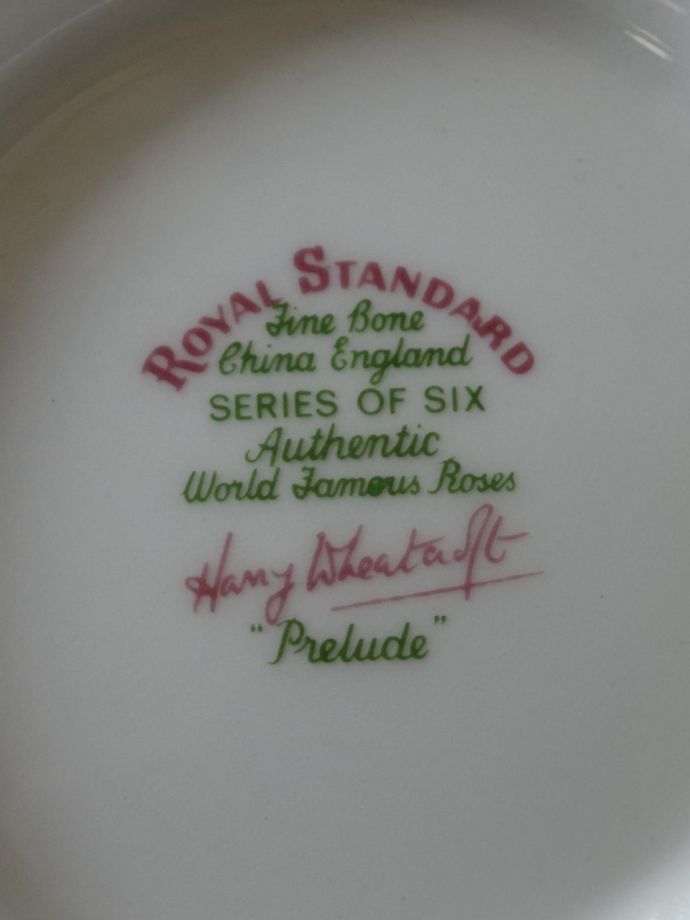 ROYAL STANDARD
Fine Bone
China England
SERIES OF SIX
Authentic
World Famous Roses
Harry Wheatcroft
"Prelude"